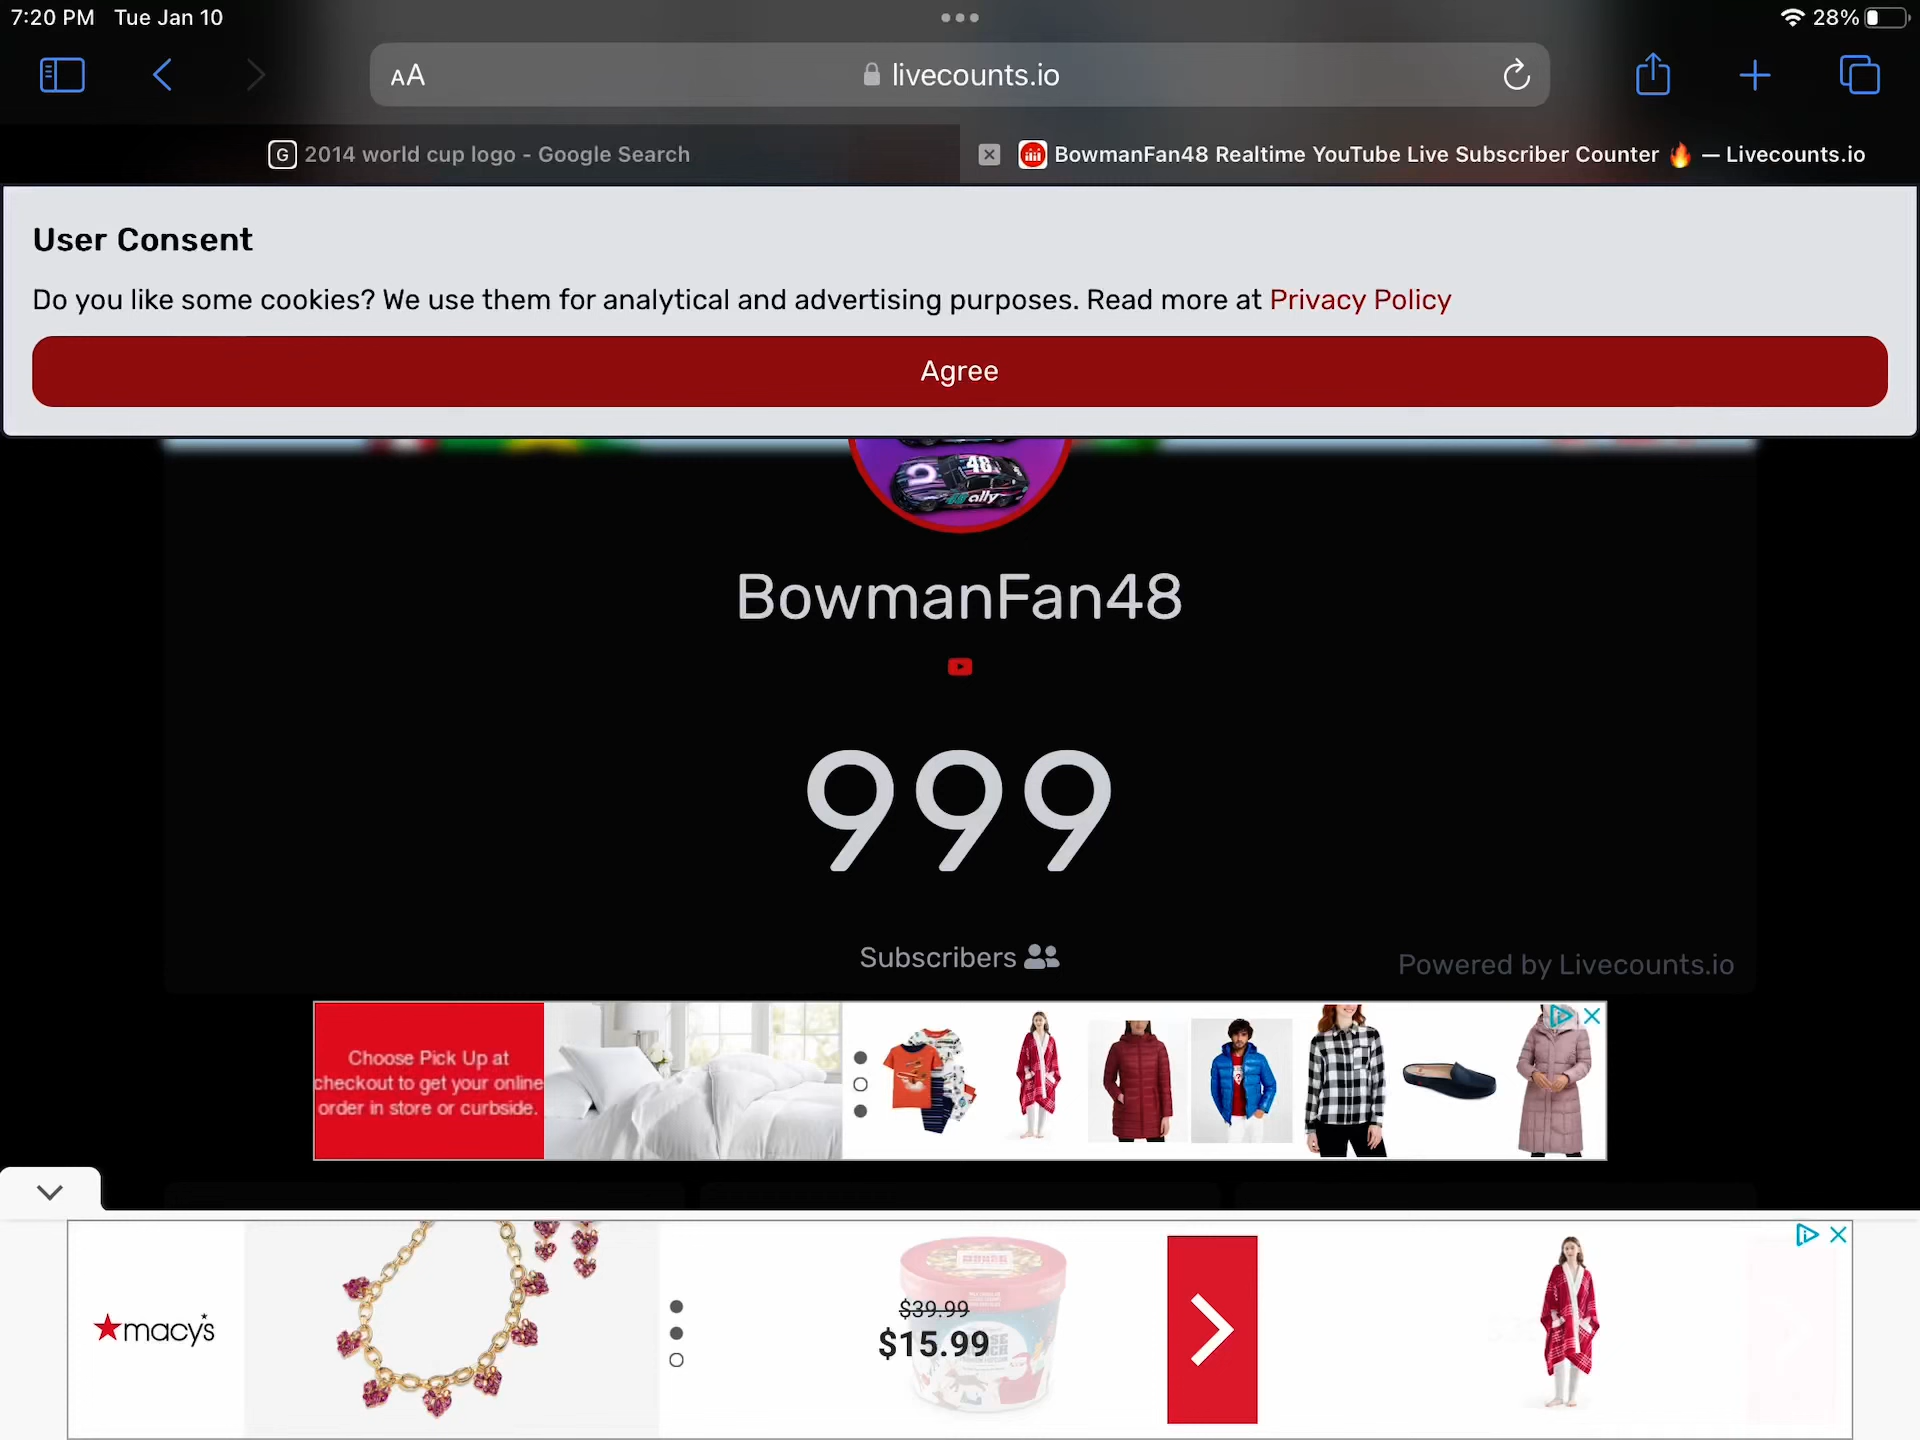 7:20 PM Tue Jan 10
28%
AA
livecounts.io
G 2014 world cup logo - Google Search
BowmanFan48 Realtime YouTube Live Subscriber Counter 🔥 — Livecounts.io
User Consent
Do you like some cookies? We use them for analytical and advertising purposes. Read more at Privacy Policy
Agree
48
ally
BowmanFan48
999
Subscribers
Powered by Livecounts.io
Choose Pick Up at
checkout to get your online
order in store or curbside.
macy's
$39.99
$15.99